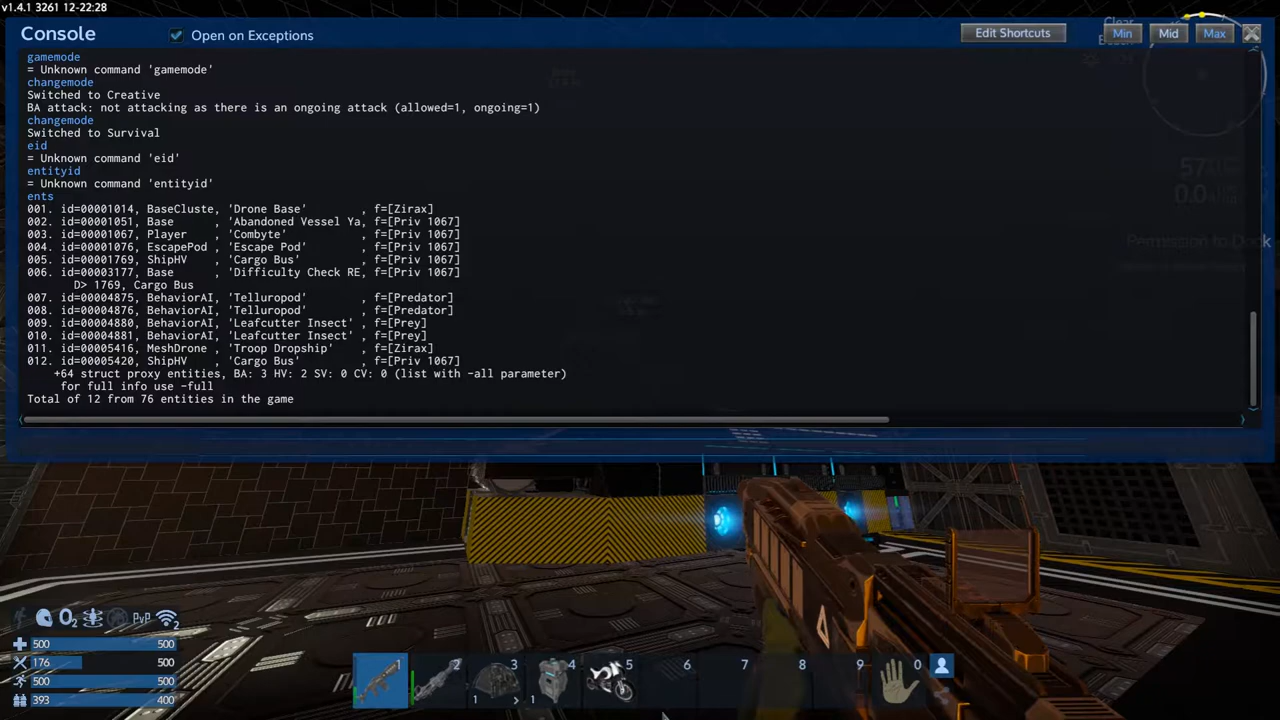 v1.4.1 3261 12-22:28
Console
Open on Exceptions
Edit Shortcuts
Min
Mid
Max
gamemode
= Unknown command 'gamemode'
changemode
Switched to Creative
BA attack: not attacking as there is an ongoing attack (allowed=1, ongoing=1)
changemode
Switched to Survival
eid
= Unknown command 'eid'
entityid
= Unknown command 'entityid'
ents
001. id=00001014, BaseCluste, 'Drone Base' , f=[Zirax]
002. id=00001051, Base , 'Abandoned Vessel Ya, f=[Priv 1067]
003. id=00001067, Player , 'Combyte' , f=[Priv 1067]
004. id=00001076, EscapePod , 'Escape Pod' , f=[Priv 1067]
005. id=00001769, ShipHV , 'Cargo Bus' , f=[Priv 1067]
006. id=00003177, Base , 'Difficulty Check RE, f=[Priv 1067]
D> 1769, Cargo Bus
007. id=00004875, BehaviorAI, 'Telluropod' , f=[Predator]
008. id=00004876, BehaviorAI, 'Telluropod' , f=[Predator]
009. id=00004880, BehaviorAI, 'Leafcutter Insect' , f=[Prey]
010. id=00004881, BehaviorAI, 'Leafcutter Insect' , f=[Prey]
011. id=00005416, MeshDrone , 'Troop Dropship' , f=[Zirax]
012. id=00005420, ShipHV , 'Cargo Bus' , f=[Priv 1067]
+64 struct proxy entities, BA: 3 HV: 2 SV: 0 CV: 0 (list with -all parameter)
for full info use -full
Total of 12 from 76 entities in the game
Permission to Dock
O2 PvP 2
500 500
176 500
500 500
393 400
1 2 3 4 5 6 7 8 9 0
1 1